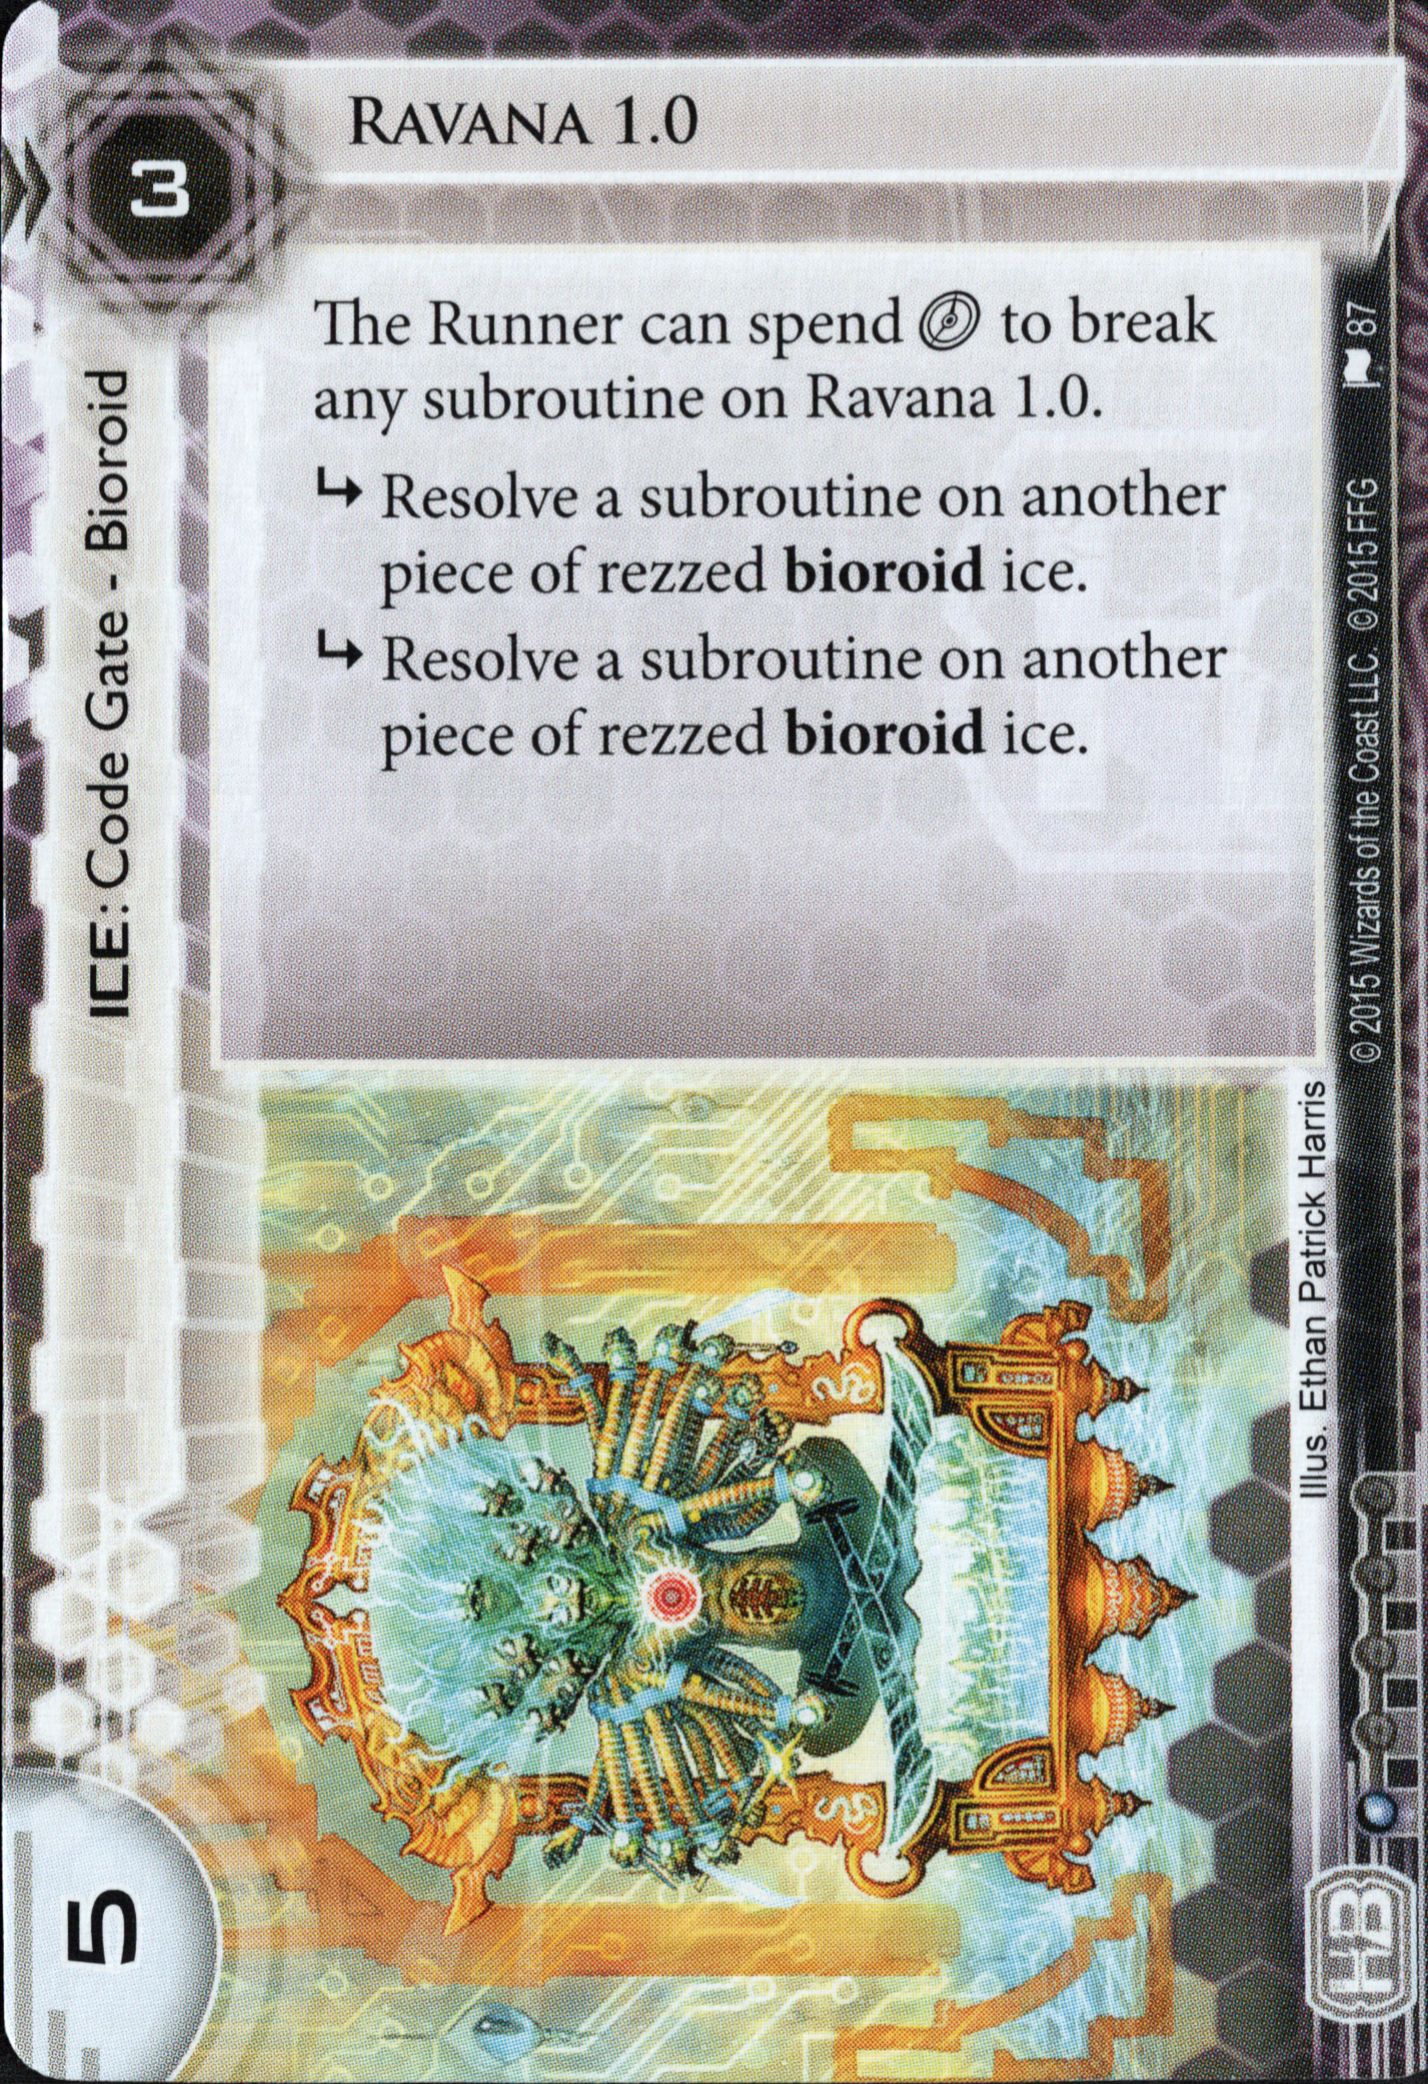 RAVANA 1.0
3
The Runner can spend to break
any subroutine on Ravana 1.0.
↳ Resolve a subroutine on another
piece of rezzed bioroid ice.
↳ Resolve a subroutine on another
piece of rezzed bioroid ice.
ICE: Code Gate - Bioroid
5
Illus. Ethan Patrick Harris
© 2015 Wizards of the Coast LLC. © 2015 FFG 87
HB